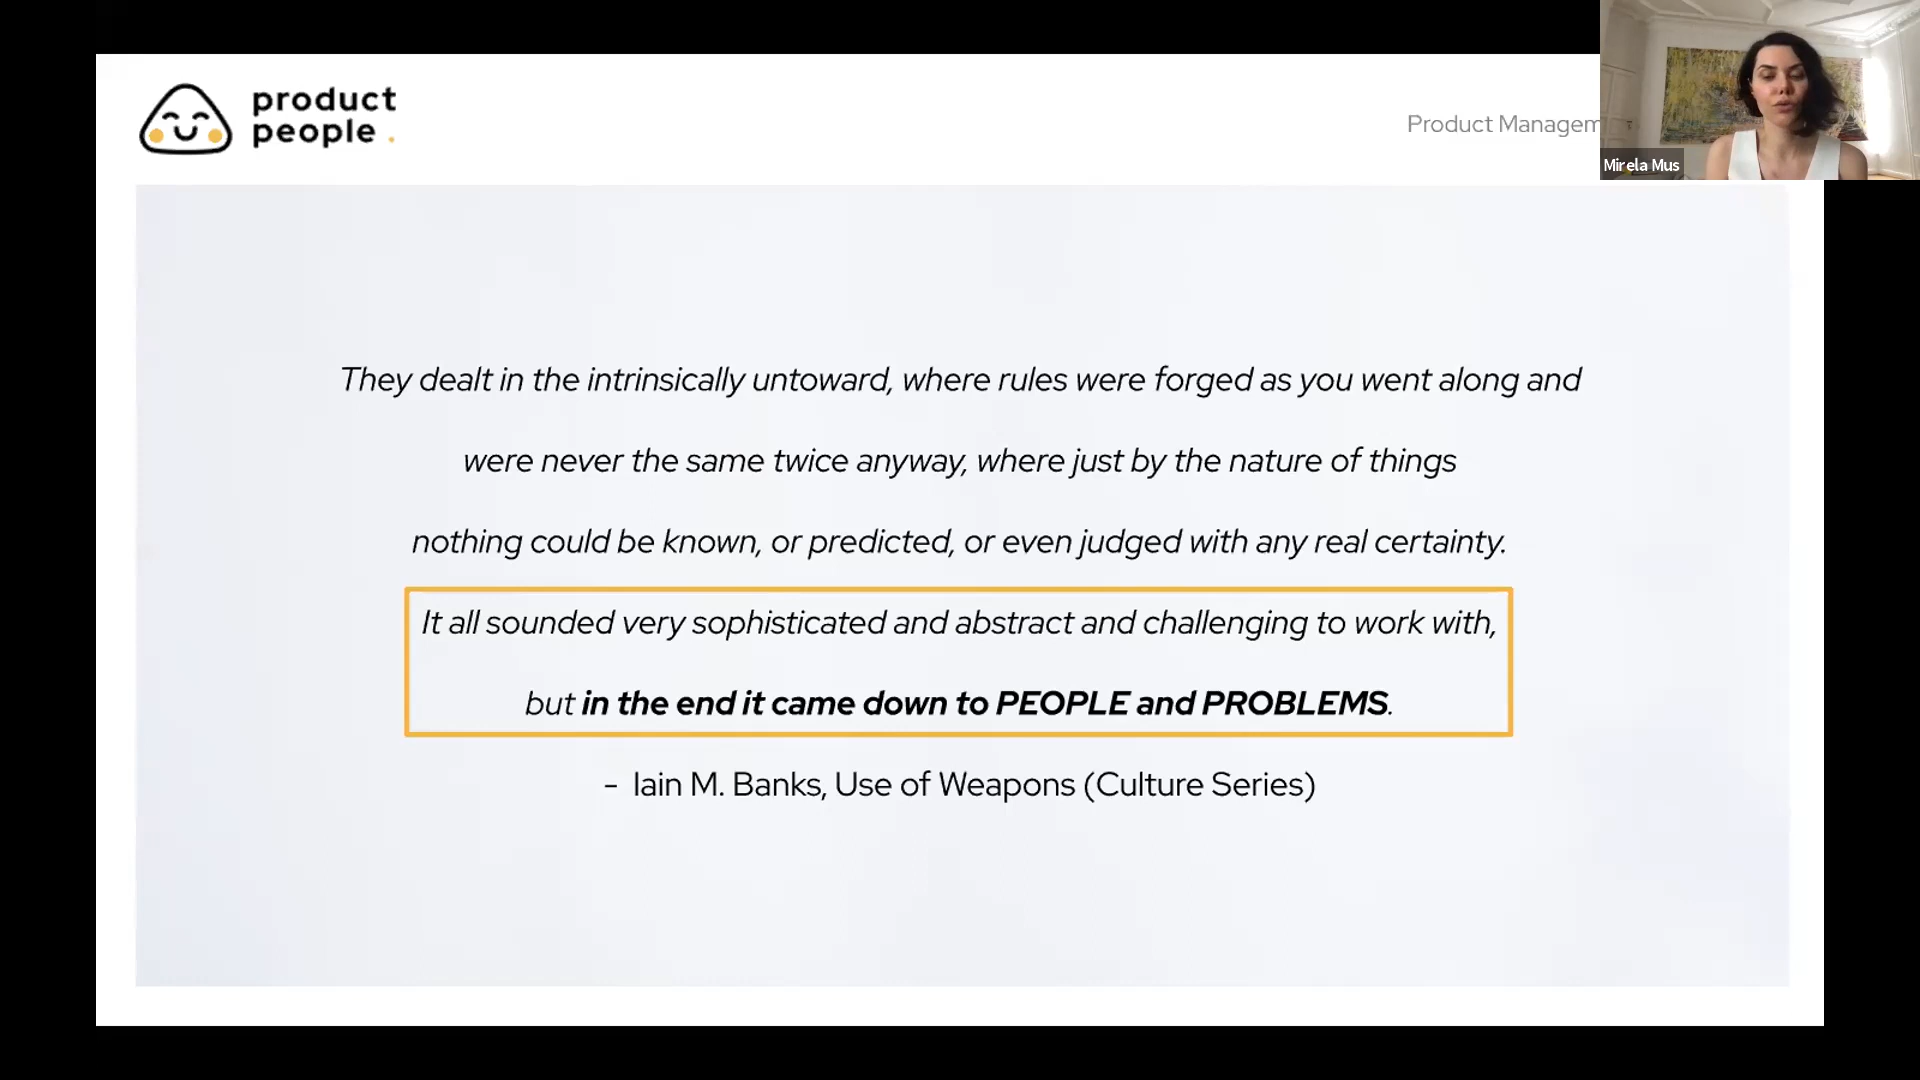 product
people.
Product Managem
Mirela Mus
They dealt in the intrinsically untoward, where rules were forged as you went along and
were never the same twice anyway, where just by the nature of things
nothing could be known, or predicted, or even judged with any real certainty.
It all sounded very sophisticated and abstract and challenging to work with,
but in the end it came down to PEOPLE and PROBLEMS.
- Iain M. Banks, Use of Weapons (Culture Series)